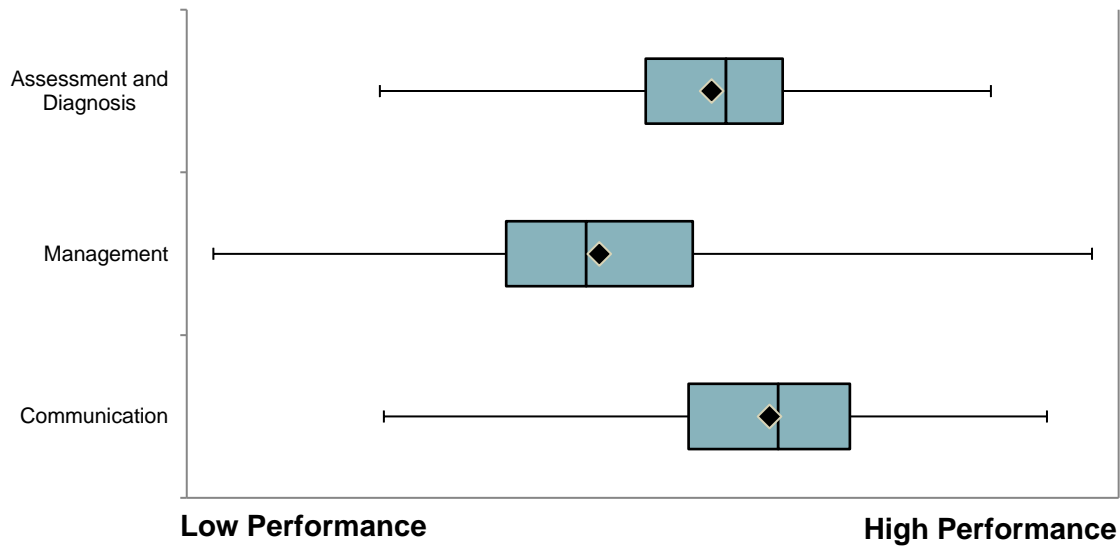 Assessment and
Diagnosis
Management
Communication
Low Performance
High Performance